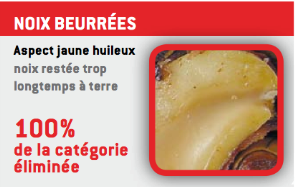 NOIX BEURRÉES
Aspect jaune huileux
noix restée trop
longtemps à terre
100%
de la catégorie
éliminée